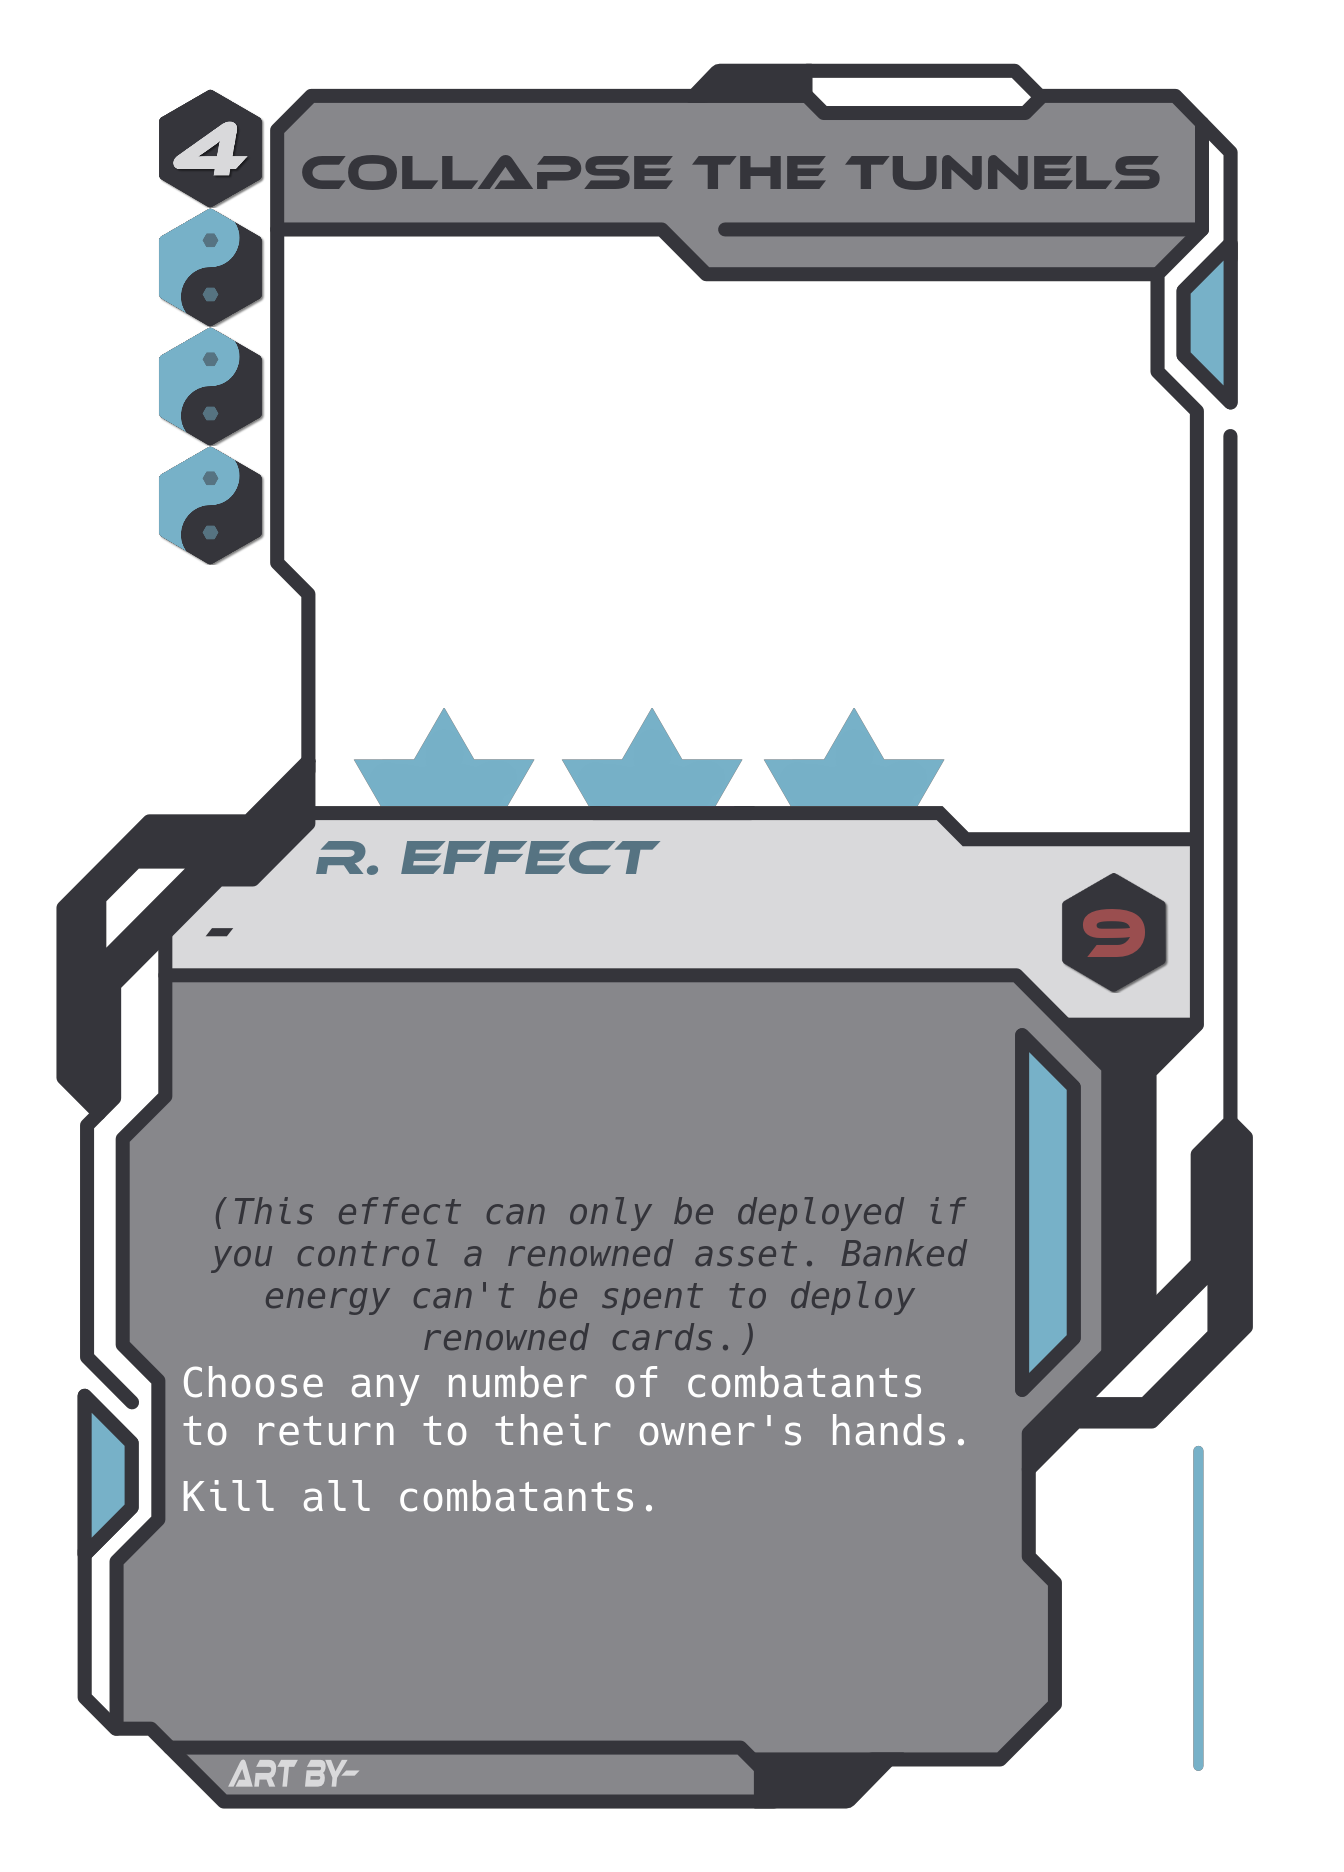 4
COLLAPSE THE TUNNELS
R. EFFECT
-
9
(This effect can only be deployed if
you control a renowned asset. Banked
energy can't be spent to deploy
renowned cards.)
Choose any number of combatants
to return to their owner's hands.
Kill all combatants.
ART BY-